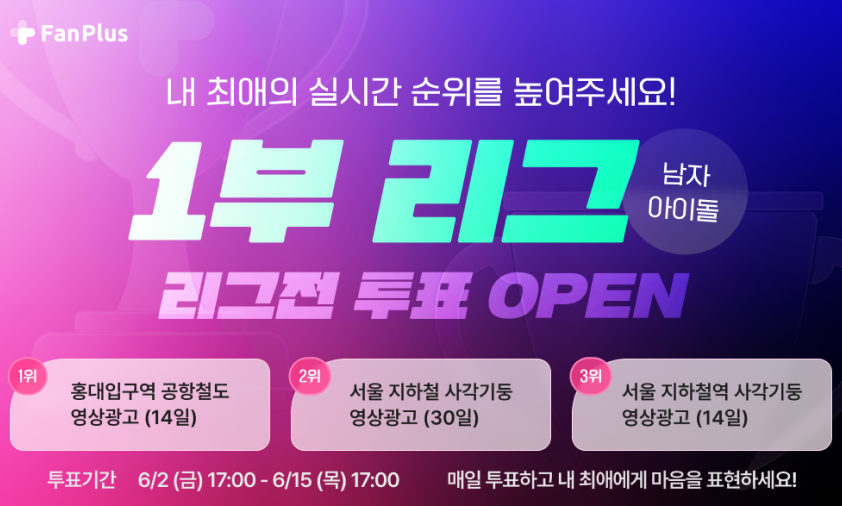 FanPlus
내 최애의 실시간 순위를 높여주세요!
1부 리그
남자
아이돌
리그전 투표 OPEN
1위
홍대입구역 공항철도
영상광고 (14일)
2위
서울 지하철 사각기둥
영상광고 (30일)
3위
서울 지하철역 사각기둥
영상광고 (14일)
투표기간 6/2 (금) 17:00 - 6/15 (목) 17:00
매일 투표하고 내 최애에게 마음을 표현하세요!